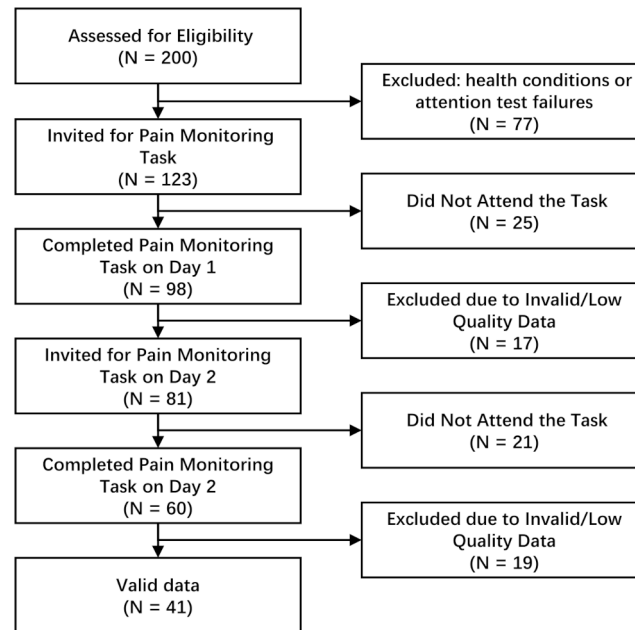 Assessed for Eligibility
(N = 200)
Excluded: health conditions or
attention test failures
(N = 77)
Invited for Pain Monitoring
Task
(N = 123)
Did Not Attend the Task
(N = 25)
Completed Pain Monitoring
Task on Day 1
(N = 98)
Excluded due to Invalid/Low
Quality Data
(N = 17)
Invited for Pain Monitoring
Task on Day 2
(N = 81)
Did Not Attend the Task
(N = 21)
Completed Pain Monitoring
Task on Day 2
(N = 60)
Excluded due to Invalid/Low
Quality Data
(N = 19)
Valid data
(N = 41)